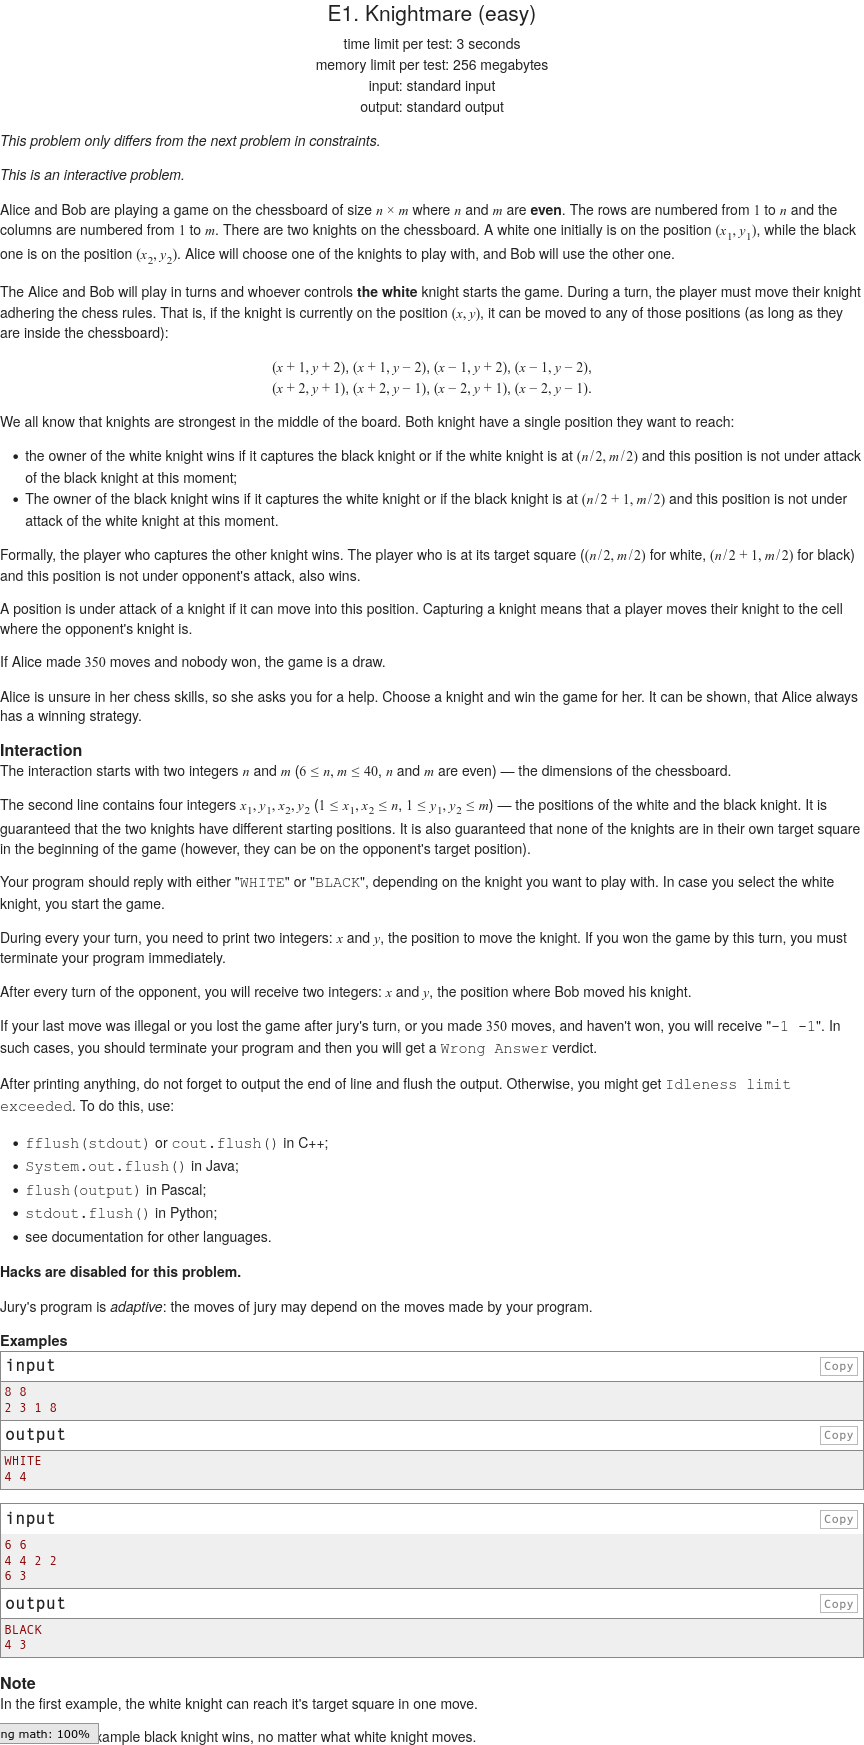 E1. Knightmare (easy)
time limit per test: 3 seconds
memory limit per test: 256 megabytes
input: standard input
output: standard output
This problem only differs from the next problem in constraints.
This is an interactive problem.
Alice and Bob are playing a game on the chessboard of size n × m where n and m are even. The rows are numbered from 1 to n and the
columns are numbered from 1 to m. There are two knights on the chessboard. A white one initially is on the position (x₁, y₁), while the black
one is on the position (x₂, y₂). Alice will choose one of the knights to play with, and Bob will use the other one.
The Alice and Bob will play in turns and whoever controls the white knight starts the game. During a turn, the player must move their knight
adhering the chess rules. That is, if the knight is currently on the position (x, y), it can be moved to any of those positions (as long as they
are inside the chessboard):
(x + 1, y + 2), (x + 1, y − 2), (x − 1, y + 2), (x − 1, y − 2),
(x + 2, y + 1), (x + 2, y − 1), (x − 2, y + 1), (x − 2, y − 1).
We all know that knights are strongest in the middle of the board. Both knight have a single position they want to reach:
• the owner of the white knight wins if it captures the black knight or if the white knight is at (n/2, m/2) and this position is not under attack
of the black knight at this moment;
• The owner of the black knight wins if it captures the white knight or if the black knight is at (n/2 + 1, m/2) and this position is not under
attack of the white knight at this moment.
Formally, the player who captures the other knight wins. The player who is at its target square ((n/2, m/2) for white, (n/2 + 1, m/2) for black)
and this position is not under opponent's attack, also wins.
A position is under attack of a knight if it can move into this position. Capturing a knight means that a player moves their knight to the cell
where the opponent's knight is.
If Alice made 350 moves and nobody won, the game is a draw.
Alice is unsure in her chess skills, so she asks you for a help. Choose a knight and win the game for her. It can be shown, that Alice always
has a winning strategy.
Interaction
The interaction starts with two integers n and m (6 ≤ n, m ≤ 40, n and m are even) — the dimensions of the chessboard.
The second line contains four integers x₁, y₁, x₂, y₂ (1 ≤ x₁, x₂ ≤ n, 1 ≤ y₁, y₂ ≤ m) — the positions of the white and the black knight. It is
guaranteed that the two knights have different starting positions. It is also guaranteed that none of the knights are in their own target square
in the beginning of the game (however, they can be on the opponent's target position).
Your program should reply with either "WHITE" or "BLACK", depending on the knight you want to play with. In case you select the white
knight, you start the game.
During every your turn, you need to print two integers: x and y, the position to move the knight. If you won the game by this turn, you must
terminate your program immediately.
After every turn of the opponent, you will receive two integers: x and y, the position where Bob moved his knight.
If your last move was illegal or you lost the game after jury's turn, or you made 350 moves, and haven't won, you will receive "-1 -1". In
such cases, you should terminate your program and then you will get a Wrong Answer verdict.
After printing anything, do not forget to output the end of line and flush the output. Otherwise, you might get Idleness limit
exceeded. To do this, use:
• fflush(stdout) or cout.flush() in C++;
• System.out.flush() in Java;
• flush(output) in Pascal;
• stdout.flush() in Python;
• see documentation for other languages.
Hacks are disabled for this problem.
Jury's program is adaptive: the moves of jury may depend on the moves made by your program.
Examples
input Copy
8 8
2 3 1 8
output Copy
WHITE
4 4
input Copy
6 6
4 4 2 2
6 3
output Copy
BLACK
4 3
Note
In the first example, the white knight can reach it's target square in one move.
ng math: 100% xample black knight wins, no matter what white knight moves.